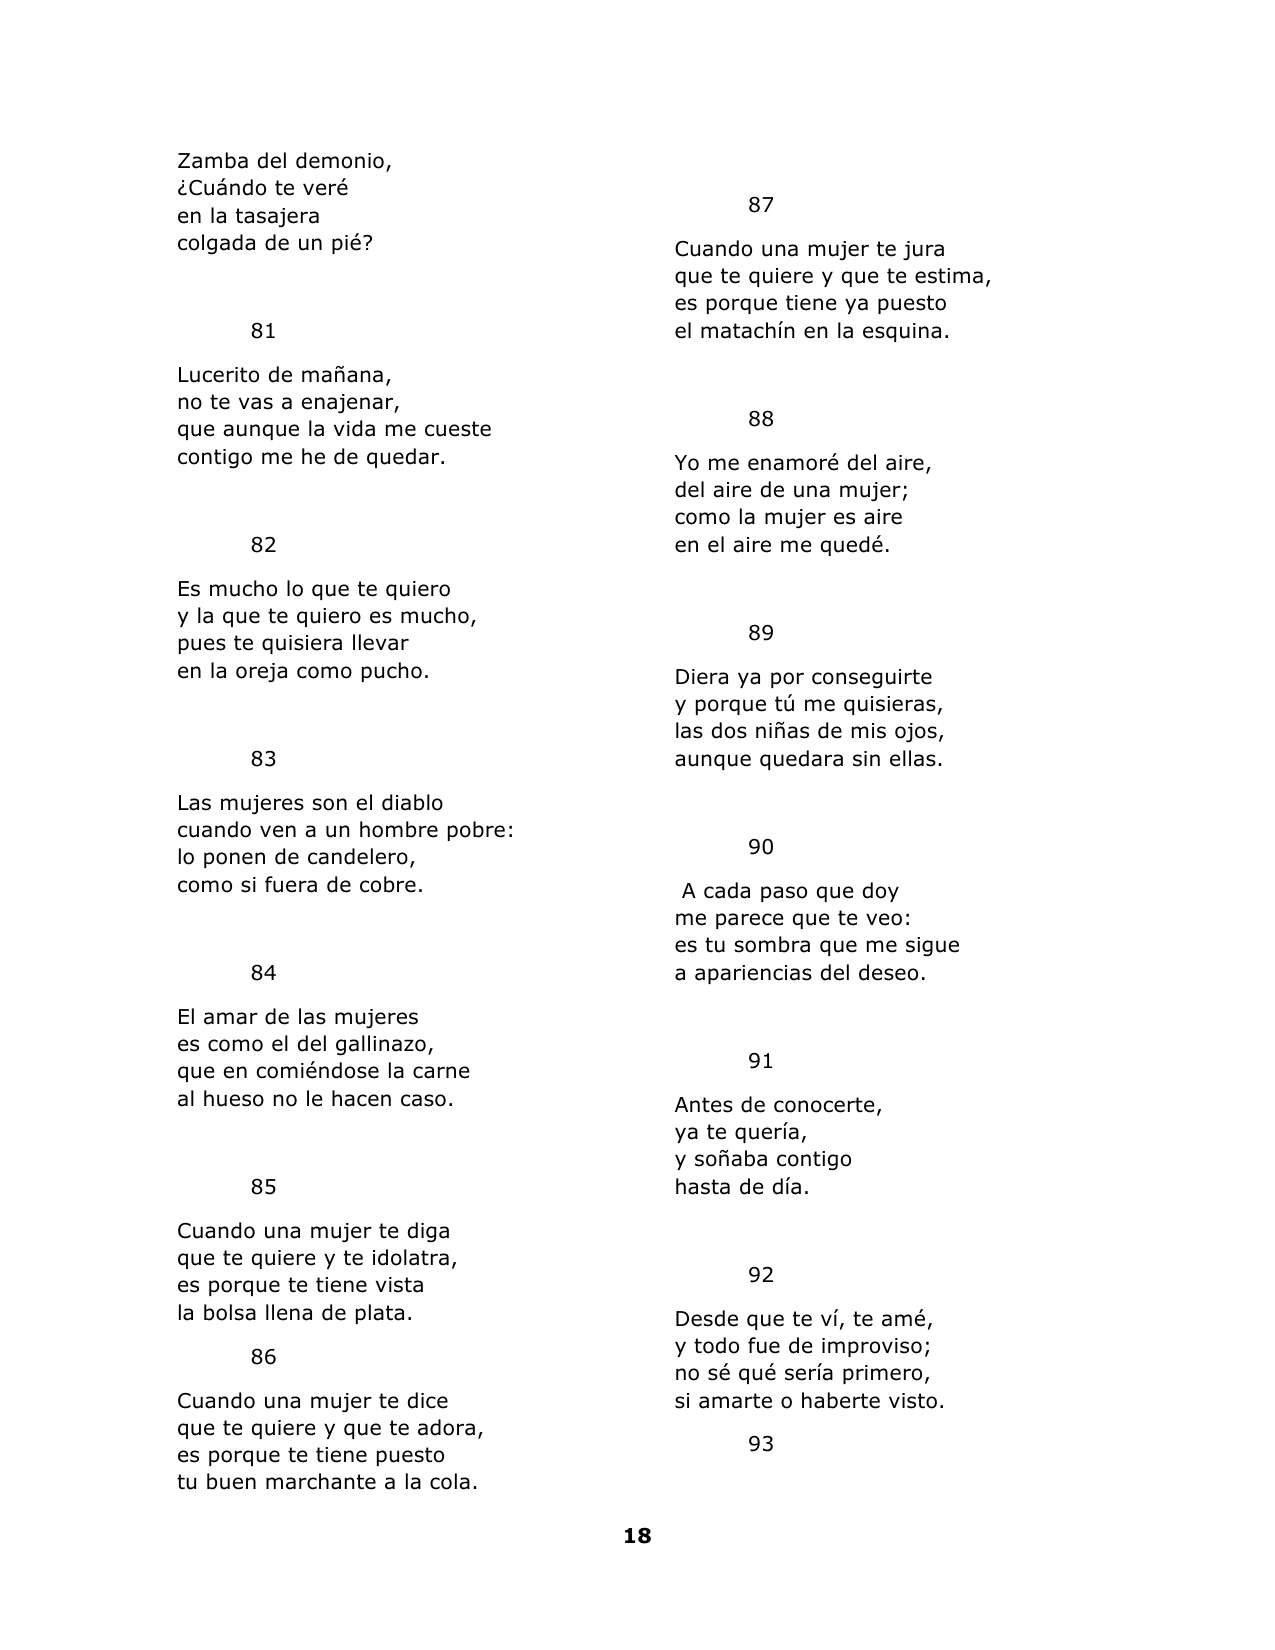 Zamba del demonio,
¿Cuándo te veré
en la tasajera
colgada de un pié?
81
Lucerito de mañana,
no te vas a enajenar,
que aunque la vida me cueste
contigo me he de quedar.
82
Es mucho lo que te quiero
y la que te quiero es mucho,
pues te quisiera llevar
en la oreja como pucho.
83
Las mujeres son el diablo
cuando ven a un hombre pobre:
lo ponen de candelero,
como si fuera de cobre.
84
El amar de las mujeres
es como el del gallinazo,
que en comiéndose la carne
al hueso no le hacen caso.
85
Cuando una mujer te diga
que te quiere y te idolatra,
es porque te tiene vista
la bolsa llena de plata.
86
Cuando una mujer te dice
que te quiere y que te adora,
es porque te tiene puesto
tu buen marchante a la cola.
87
Cuando una mujer te jura
que te quiere y que te estima,
es porque tiene ya puesto
el matachín en la esquina.
88
Yo me enamoré del aire,
del aire de una mujer;
como la mujer es aire
en el aire me quedé.
89
Diera ya por conseguirte
y porque tú me quisieras,
las dos niñas de mis ojos,
aunque quedara sin ellas.
90
A cada paso que doy
me parece que te veo:
es tu sombra que me sigue
a apariencias del deseo.
91
Antes de conocerte,
ya te quería,
y soñaba contigo
hasta de día.
92
Desde que te ví, te amé,
y todo fue de improviso;
no sé qué sería primero,
si amarte o haberte visto.
93
18